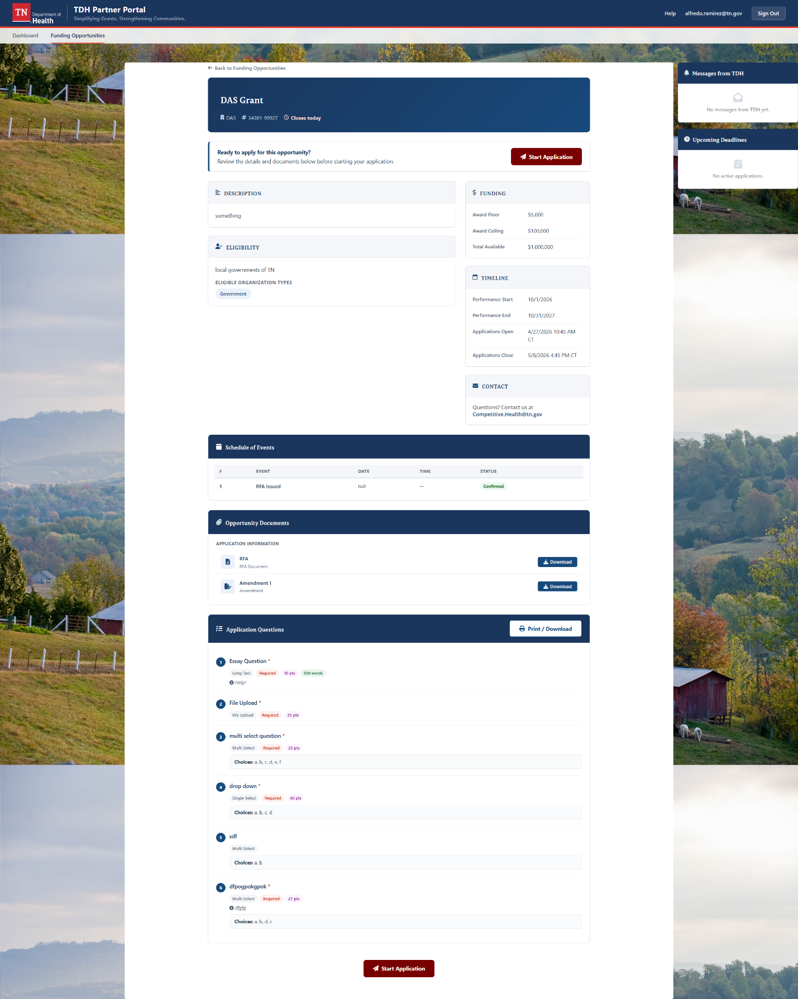 TN
Department of
Health
TDH Partner Portal
Simplifying Grants. Strengthening Communities.
Help
alfredo.ramirez@tn.gov
Sign Out
Dashboard
Funding Opportunities
Back to Funding Opportunities
DAS Grant
DAS
# 34301-99927
Closes today
Ready to apply for this opportunity?
Review the details and documents below before starting your application.
Start Application
DESCRIPTION
something
ELIGIBILITY
local governments of TN
ELIGIBLE ORGANIZATION TYPES
Government
$ FUNDING
Award Floor $5,000
Award Ceiling $100,000
Total Available $1,000,000
TIMELINE
Performance Start 10/1/2026
Performance End 10/31/2027
Applications Open 4/27/2026 10:45 AM
CT
Applications Close 5/8/2026 4:45 PM CT
CONTACT
Questions? Contact us at
Competitive.Health@tn.gov
Messages from TDH
No messages from TDH yet.
Upcoming Deadlines
No active applications.
Schedule of Events
# EVENT DATE TIME STATUS
1 RFA Issued null -- Confirmed
Opportunity Documents
APPLICATION INFORMATION
RFA
RFA Document
Download
Amendment 1
Amendment
Download
Application Questions
Print / Download
1 Essay Question *
Long Text Required 10 pts 500 words
Help!
2 File Upload *
File Upload Required 25 pts
3 multi select question *
Multi Select Required 25 pts
Choices: a, b, c, d, e, f
4 drop down *
Single Select Required 40 pts
Choices: a, b, c, d
5 sdf
Multi Select
Choices: a, b
6 dfpogpokgpok *
Multi Select Required 27 pts
dfgfg
Choices: a, b, d, c
Start Application